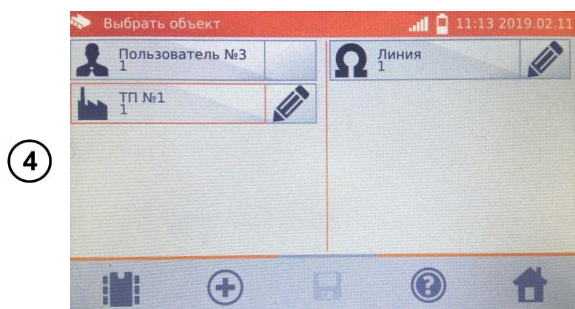 Выбрать объект
11:13 2019.02.11
Пользователь №3
1
ТП №1
1
Линия
1
4